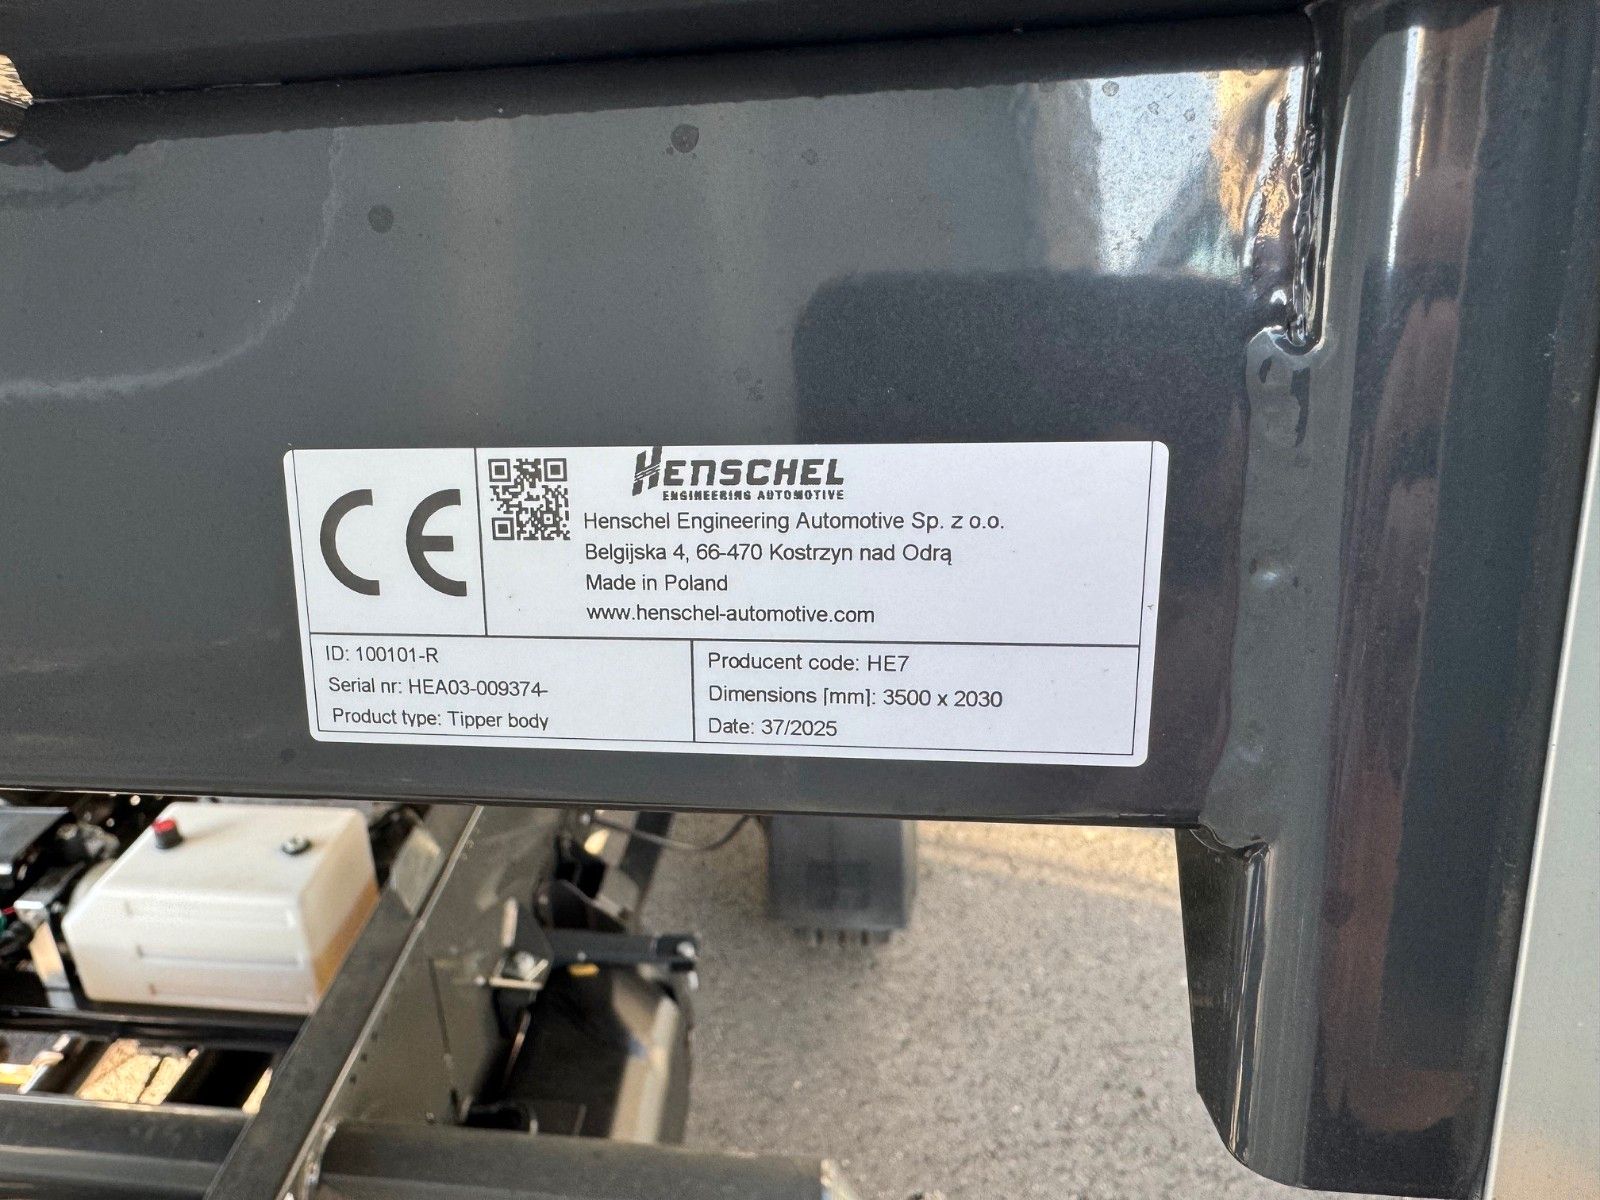 CE
HENSCHEL
ENGINEERING AUTOMOTIVE
Henschel Engineering Automotive Sp. z o.o.
Belgijska 4, 66-470 Kostrzyn nad Odrą
Made in Poland
www.henschel-automotive.com
ID: 100101-R
Serial nr: HEA03-009374-
Product type: Tipper body
Producent code: HE7
Dimensions [mm]: 3500 x 2030
Date: 37/2025